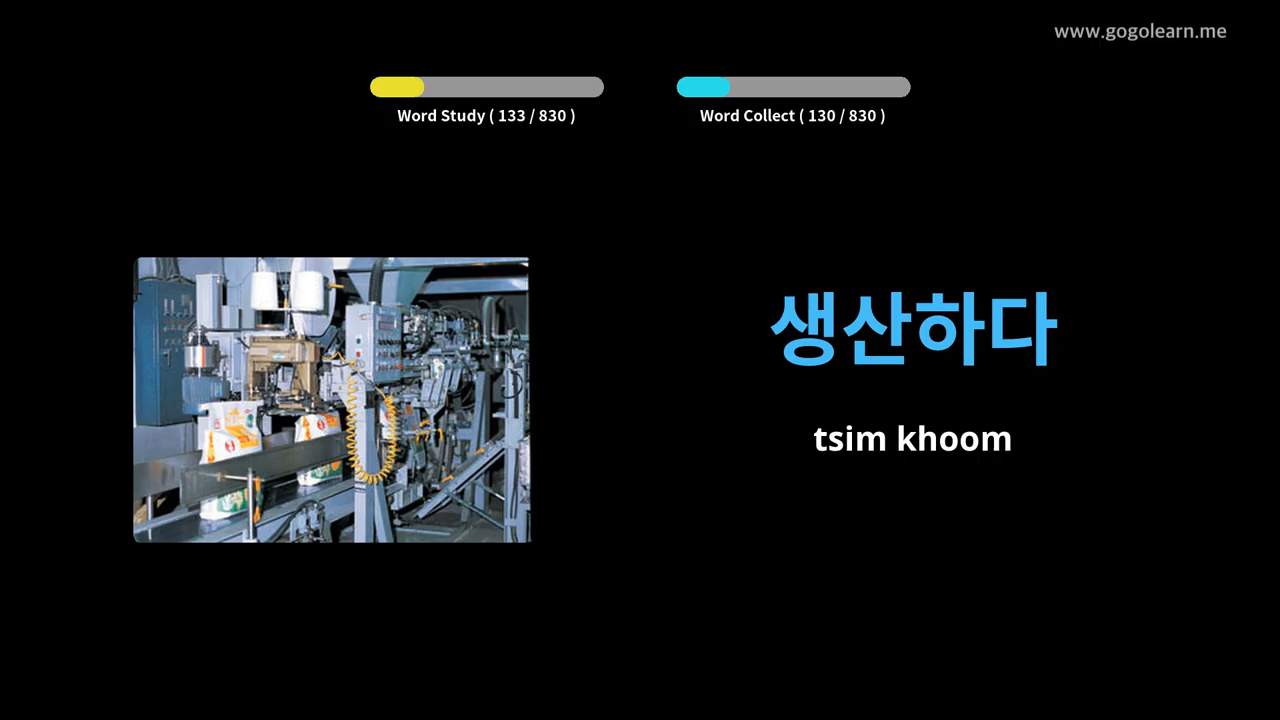 www.gogolearn.me
Word Study ( 133 / 830 )
Word Collect ( 130 / 830 )
생산하다
tsim khoom